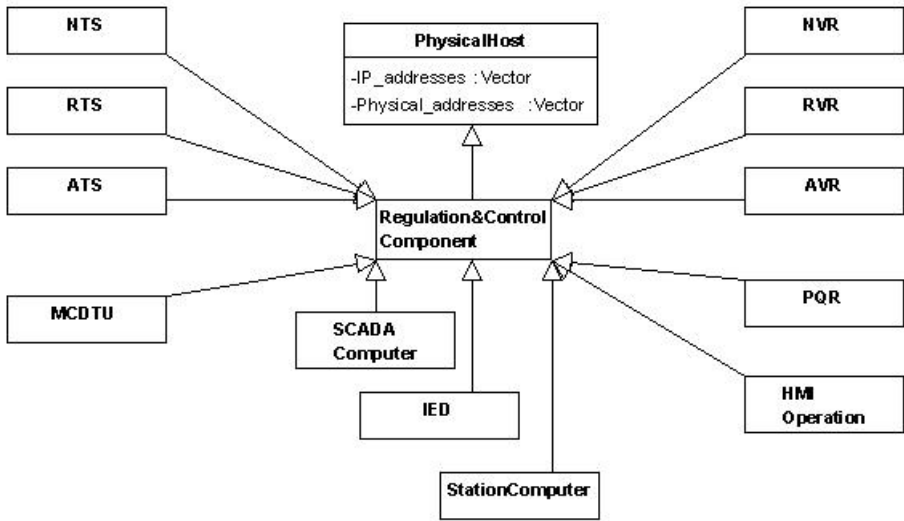 NTS
PhysicalHost
NVR
-IP_addresses : Vector
-Physical_addresses : Vector
RTS
RVR
ATS
AVR
Regulation&Control
Component
MCDTU
SCADA
Computer
PQR
IED
HMI
Operation
StationComputer